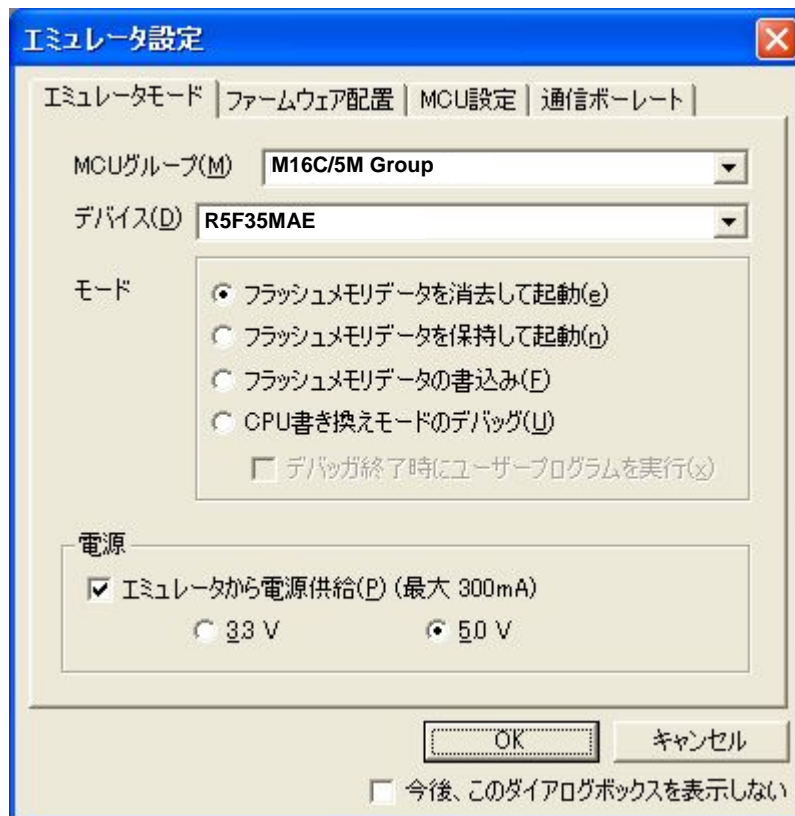 エミュレータ設定
エミュレータモード ファームウェア配置 MCU設定 通信ボーレート
MCUグループ(M) M16C/5M Group
デバイス(D) R5F35MAE
モード
フラッシュメモリデータを消去して起動(e)
フラッシュメモリデータを保持して起動(n)
フラッシュメモリデータの書込み(F)
CPU書き換えモードのデバッグ(U)
デバッガ終了時にユーザープログラムを実行(x)
電源
エミュレータから電源供給(P) (最大 300mA)
3.3 V 5.0 V
OK キャンセル
今後、このダイアログボックスを表示しない